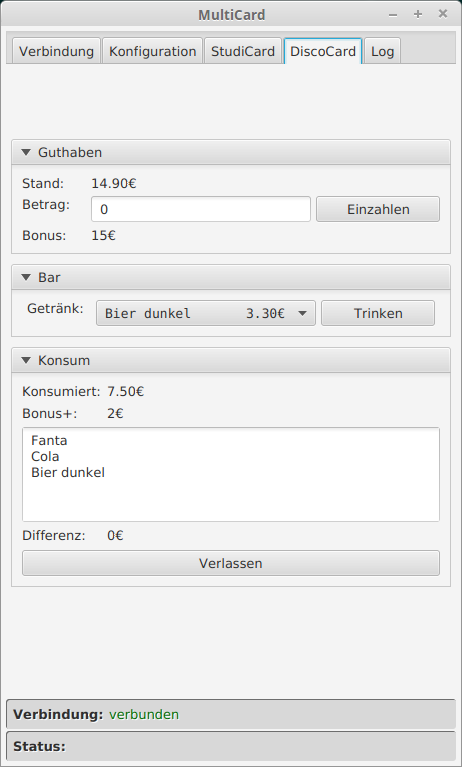 MultiCard
Verbindung Konfiguration StudiCard DiscoCard Log
Guthaben
Stand: 14.90€
Betrag: 0 Einzahlen
Bonus: 15€
Bar
Getränk: Bier dunkel 3.30€ Trinken
Konsum
Konsumiert: 7.50€
Bonus+: 2€
Fanta
Cola
Bier dunkel
Differenz: 0€
Verlassen
Verbindung: verbunden
Status: